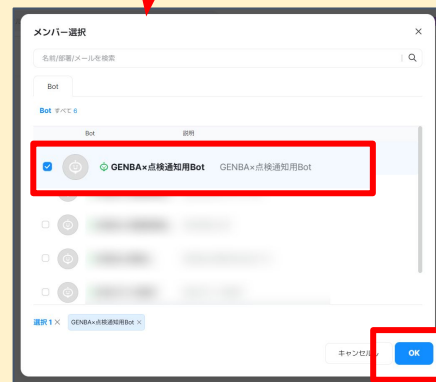 メンバー選択
名前/部署/メールを検索
Bot
Bot すべて 6
Bot 説明
GENBA×点検通知用Bot GENBA×点検通知用Bot
選択 1 × GENBA×点検通知用Bot ×
キャンセル OK